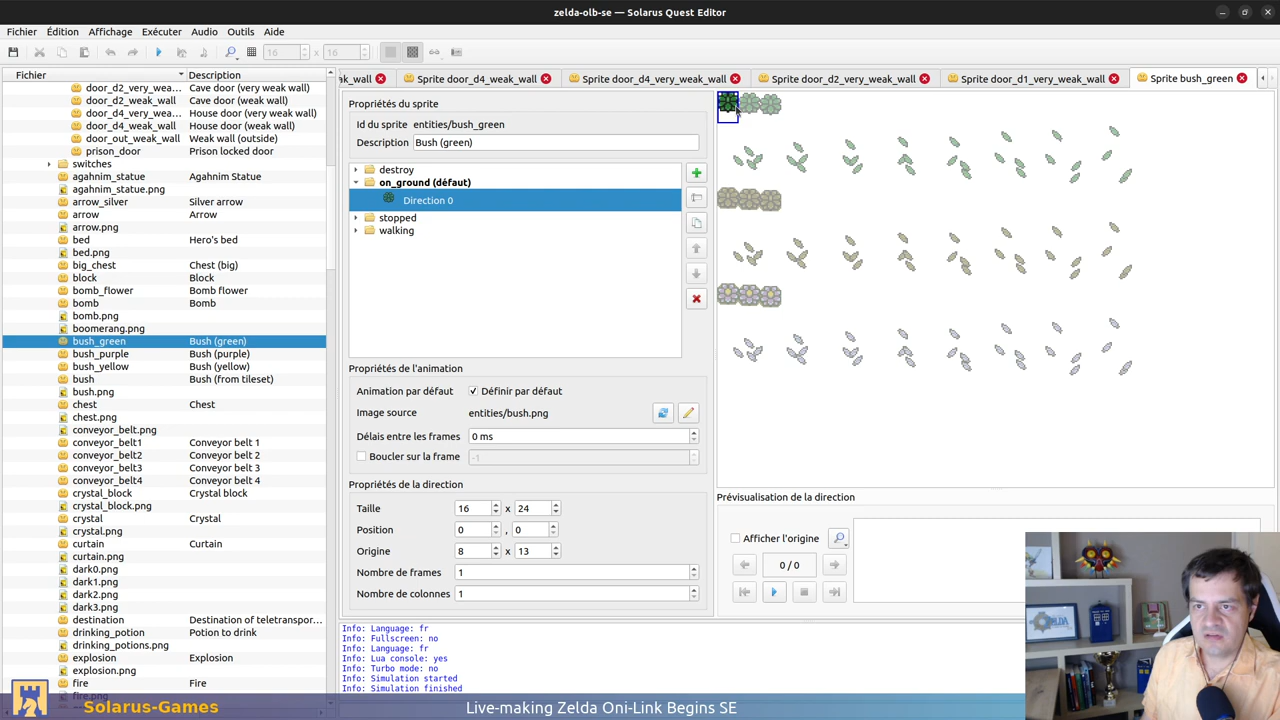 zelda-olb-se — Solarus Quest Editor
Fichier Édition Affichage Exécuter Audio Outils Aide
16 x 16
Fichier Description
door_d2_very_wea... Cave door (very weak wall)
door_d2_weak_wall Cave door (weak wall)
door_d4_very_wea... House door (very weak wall)
door_d4_weak_wall House door (weak wall)
door_out_weak_wall Weak wall (outside)
prison_door Prison locked door
switches
agahnim_statue Agahnim Statue
agahnim_statue.png
arrow_silver Silver arrow
arrow Arrow
arrow.png
bed Hero's bed
bed.png
big_chest Chest (big)
block Block
bomb_flower Bomb flower
bomb Bomb
bomb.png
boomerang.png
bush_green Bush (green)
bush_purple Bush (purple)
bush_yellow Bush (yellow)
bush Bush (from tileset)
bush.png
chest Chest
chest.png
conveyor_belt.png
conveyor_belt1 Conveyor belt 1
conveyor_belt2 Conveyor belt 2
conveyor_belt3 Conveyor belt 3
conveyor_belt4 Conveyor belt 4
crystal_block Crystal block
crystal_block.png
crystal Crystal
crystal.png
curtain Curtain
curtain.png
dark0.png
dark1.png
dark2.png
dark3.png
destination Destination of teletranspor...
drinking_potion Potion to drink
drinking_potions.png
explosion Explosion
explosion.png
fire Fire
fire.png
ak_wall Sprite door_d4_weak_wall Sprite door_d4_very_weak_wall Sprite door_d2_very_weak_wall Sprite door_d1_very_weak_wall Sprite bush_green
Propriétés du sprite
Id du sprite entities/bush_green
Description Bush (green)
destroy
on_ground (défaut)
Direction 0
stopped
walking
Propriétés de l'animation
Animation par défaut Définir par défaut
Image source entities/bush.png
Délais entre les frames 0 ms
Boucler sur la frame -1
Propriétés de la direction
Taille 16 x 24
Position 0 , 0
Origine 8 x 13
Nombre de frames 1
Nombre de colonnes 1
Prévisualisation de la direction
Afficher l'origine
0 / 0
Info: Language: fr
Info: Fullscreen: no
Info: Language: fr
Info: Lua console: yes
Info: Turbo mode: no
Info: Simulation started
Info: Simulation finished
Solarus-Games Live-making Zelda Oni-Link Begins SE